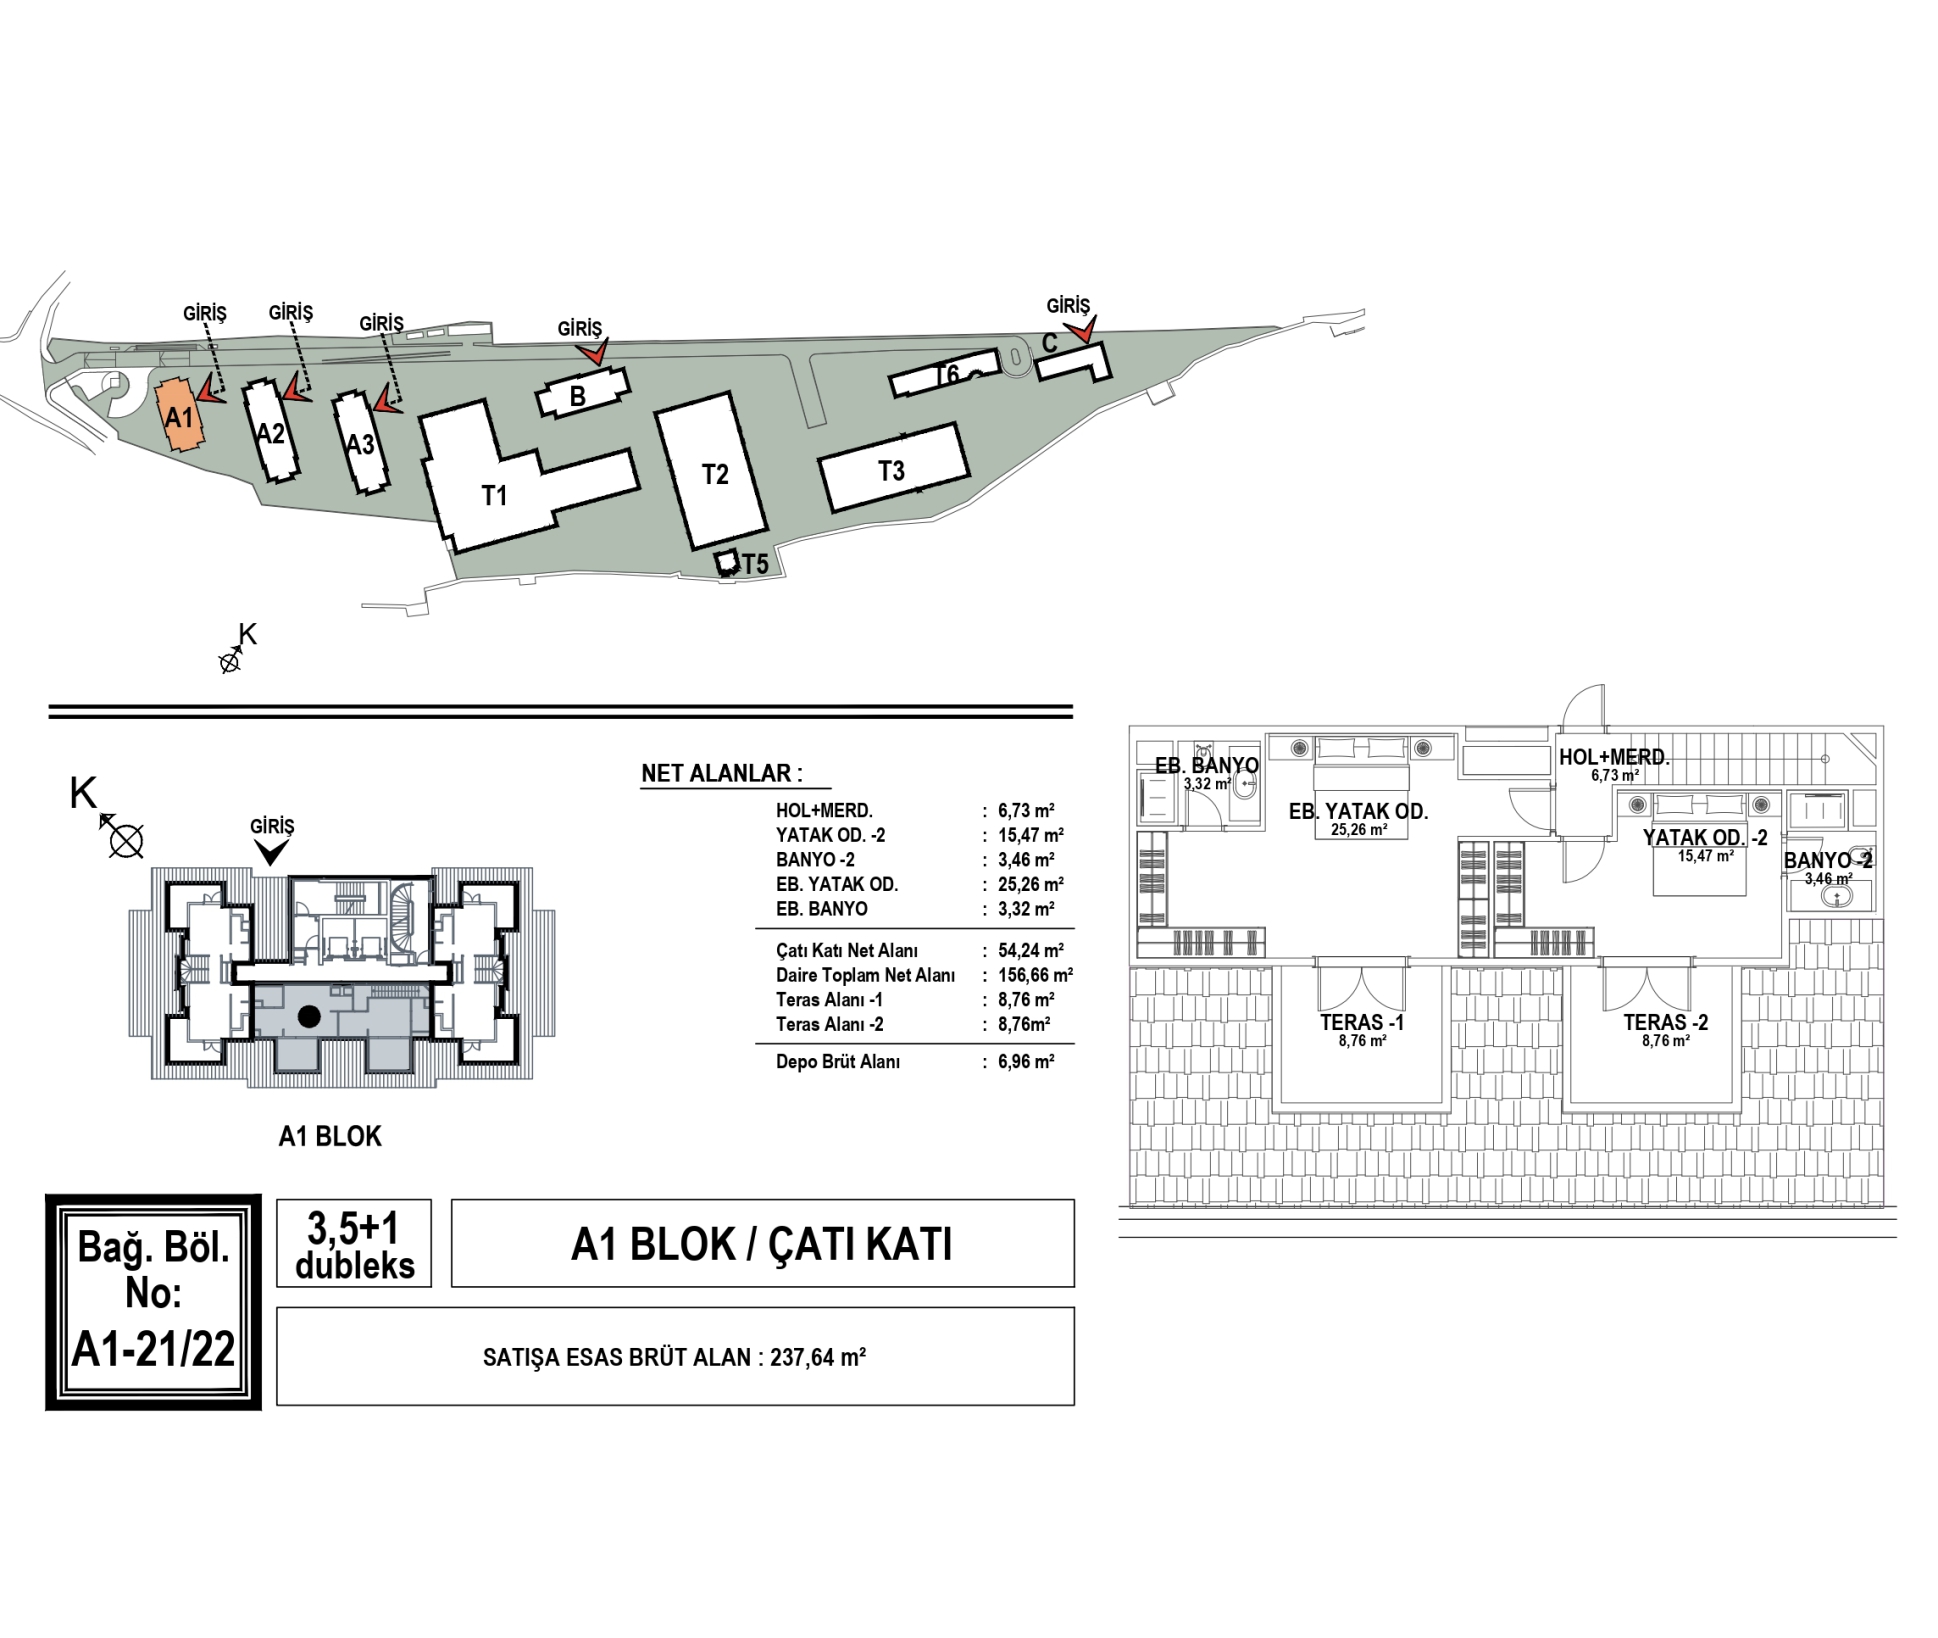 GİRİŞ
GİRİŞ
GİRİŞ
GİRİŞ
GİRİŞ
A1
A2
A3
B
C
T1
T2
T3
T6
T5
K
K
GİRİŞ
A1 BLOK
NET ALANLAR :
HOL+MERD. : 6,73 m²
YATAK OD. -2 : 15,47 m²
BANYO -2 : 3,46 m²
EB. YATAK OD. : 25,26 m²
EB. BANYO : 3,32 m²
Çatı Katı Net Alanı : 54,24 m²
Daire Toplam Net Alanı : 156,66 m²
Teras Alanı -1 : 8,76 m²
Teras Alanı -2 : 8,76m²
Depo Brüt Alanı : 6,96 m²
EB. BANYO
3,32 m²
EB. YATAK OD.
25,26 m²
HOL+MERD.
6,73 m²
YATAK OD. -2
15,47 m²
BANYO -2
3,46 m²
TERAS -1
8,76 m²
TERAS -2
8,76 m²
Bağ. Böl.
No:
A1-21/22
3,5+1
dubleks
A1 BLOK / ÇATI KATI
SATIŞA ESAS BRÜT ALAN : 237,64 m²